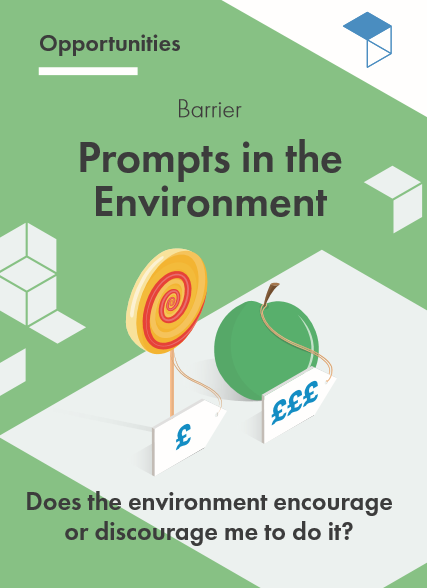 Opportunities
Barrier
Prompts in the
Environment
£
£££
Does the environment encourage
or discourage me to do it?